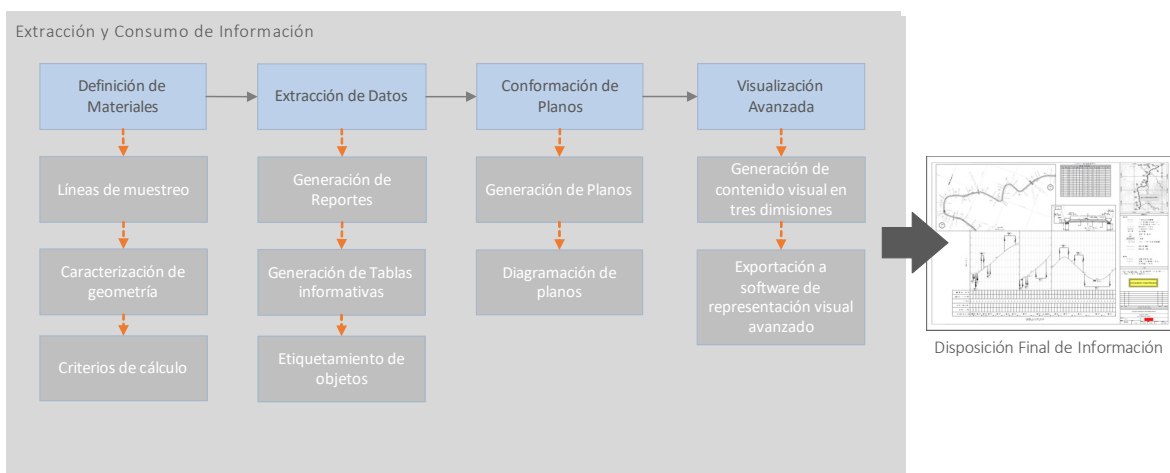 Extracción y Consumo de Información
Definición de
Materiales
Extracción de Datos
Conformación de
Planos
Visualización
Avanzada
Líneas de muestreo
Generación de
Reportes
Generación de Planos
Generación de
contenido visual en
tres dimisiones
Caracterización de
geometría
Generación de Tablas
informativas
Diagramación de
planos
Exportación a
software de
representación visual
avanzado
Criterios de cálculo
Etiquetamiento de
objetos
Disposición Final de Información